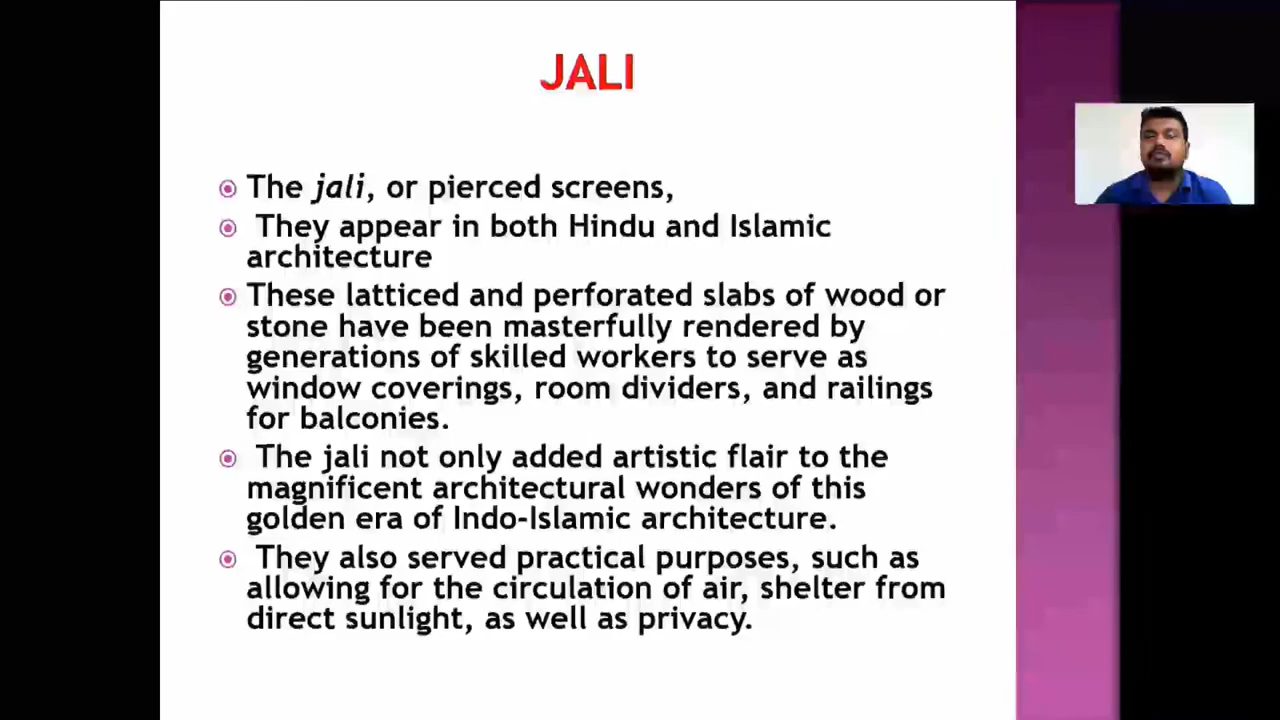 JALI
The jali, or pierced screens,
They appear in both Hindu and Islamic
architecture
These latticed and perforated slabs of wood or
stone have been masterfully rendered by
generations of skilled workers to serve as
window coverings, room dividers, and railings
for balconies.
The jali not only added artistic flair to the
magnificent architectural wonders of this
golden era of Indo-Islamic architecture.
They also served practical purposes, such as
allowing for the circulation of air, shelter from
direct sunlight, as well as privacy.